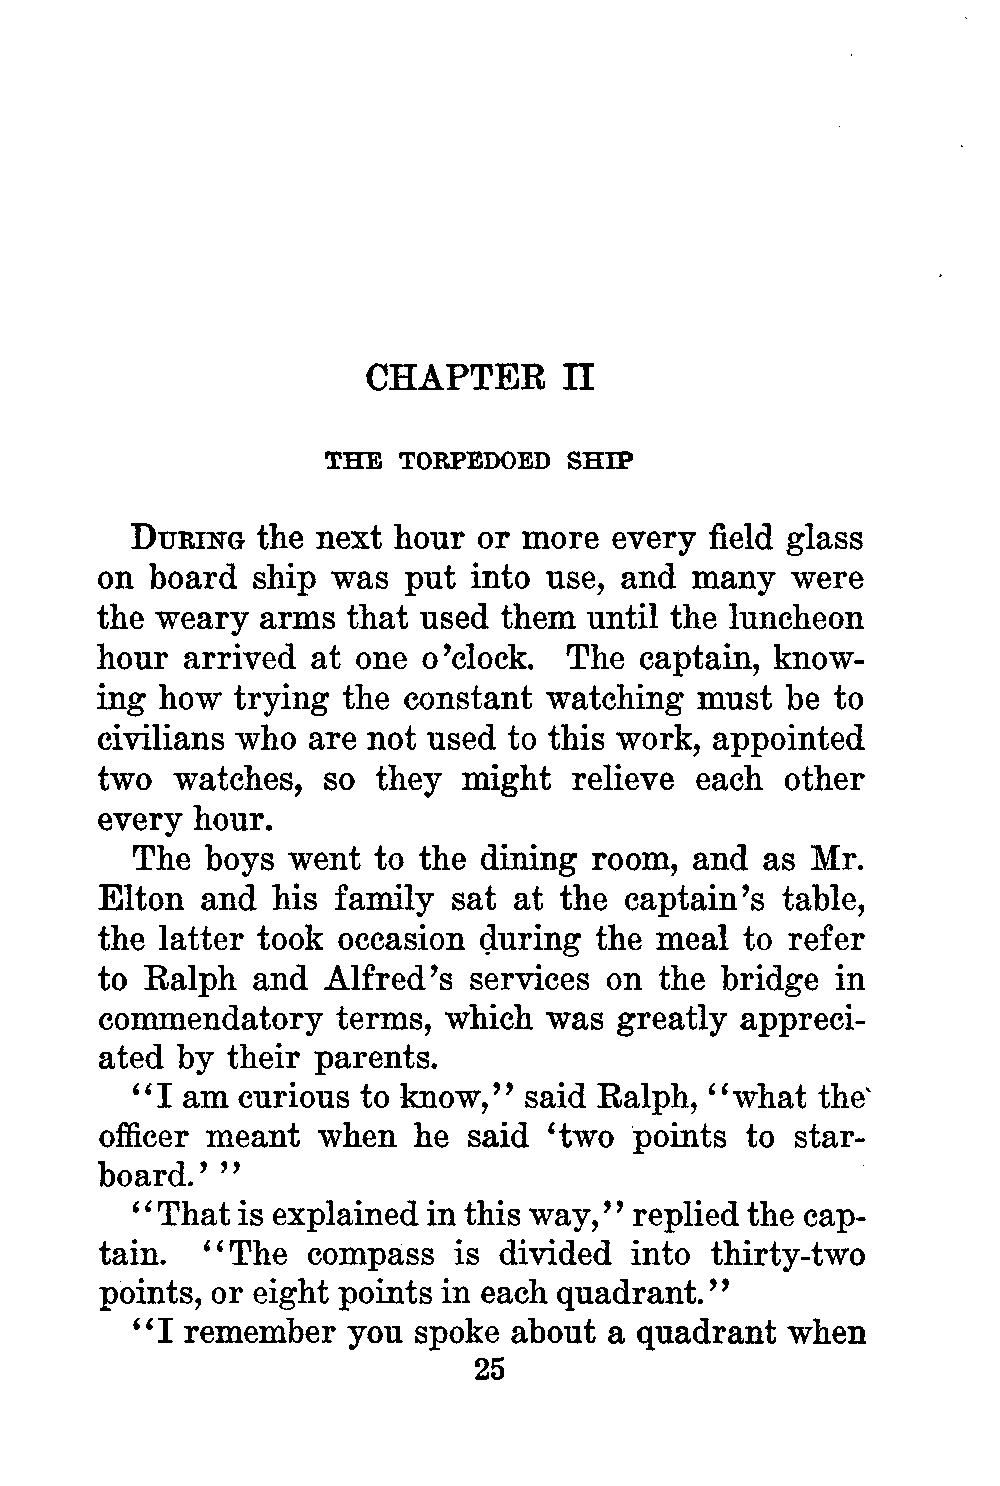 CHAPTER II
THE TORPEDOED SHIP
DURING the next hour or more every field glass
on board ship was put into use, and many were
the weary arms that used them until the luncheon
hour arrived at one o'clock. The captain, know-
ing how trying the constant watching must be to
civilians who are not used to this work, appointed
two watches, so they might relieve each other
every hour.
The boys went to the dining room, and as Mr.
Elton and his family sat at the captain's table,
the latter took occasion during the meal to refer
to Ralph and Alfred's services on the bridge in
commendatory terms, which was greatly appreci-
ated by their parents.
"I am curious to know," said Ralph, "what the
officer meant when he said 'two points to star-
board.' "
"That is explained in this way," replied the cap-
tain. "The compass is divided into thirty-two
points, or eight points in each quadrant."
"I remember you spoke about a quadrant when
25